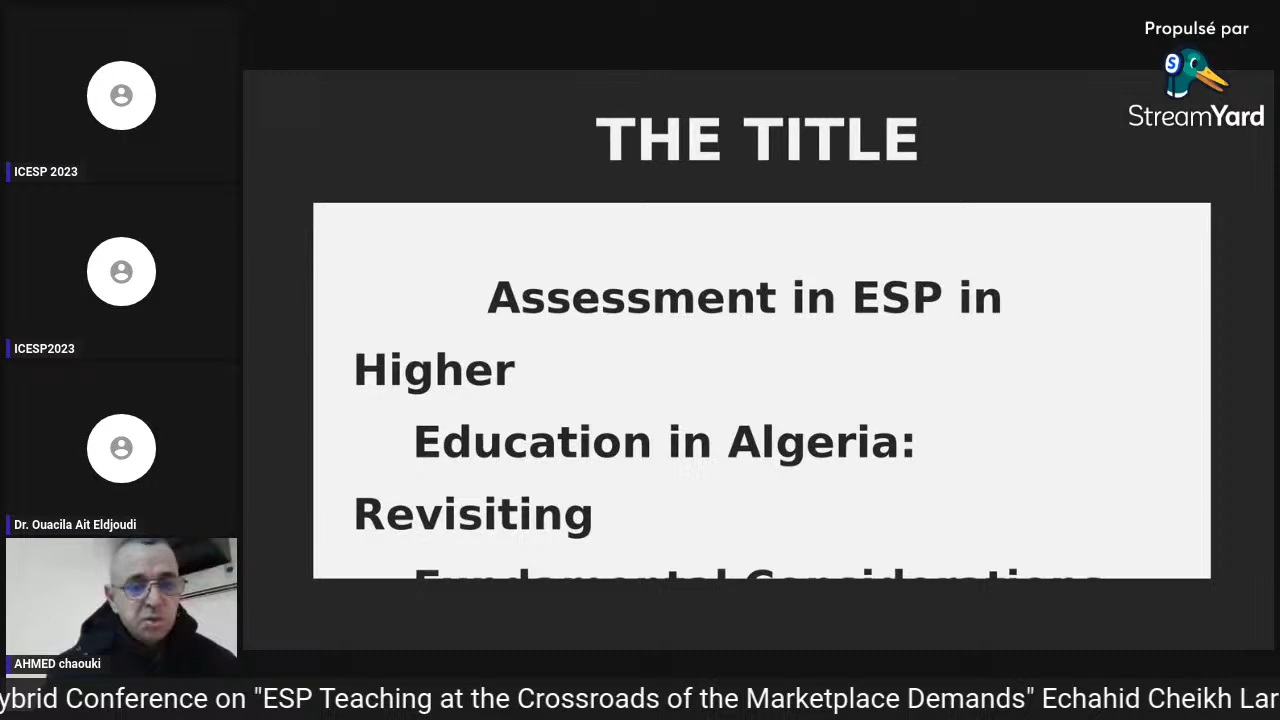 Propulsé par
StreamYard
THE TITLE
Assessment in ESP in
Higher
Education in Algeria:
Revisiting
Fundamental Considerations
ICESP 2023
ICESP2023
Dr. Ouacila Ait Eldjoudi
AHMED chaouki
ybrid Conference on "ESP Teaching at the Crossroads of the Marketplace Demands" Echahid Cheikh Lar